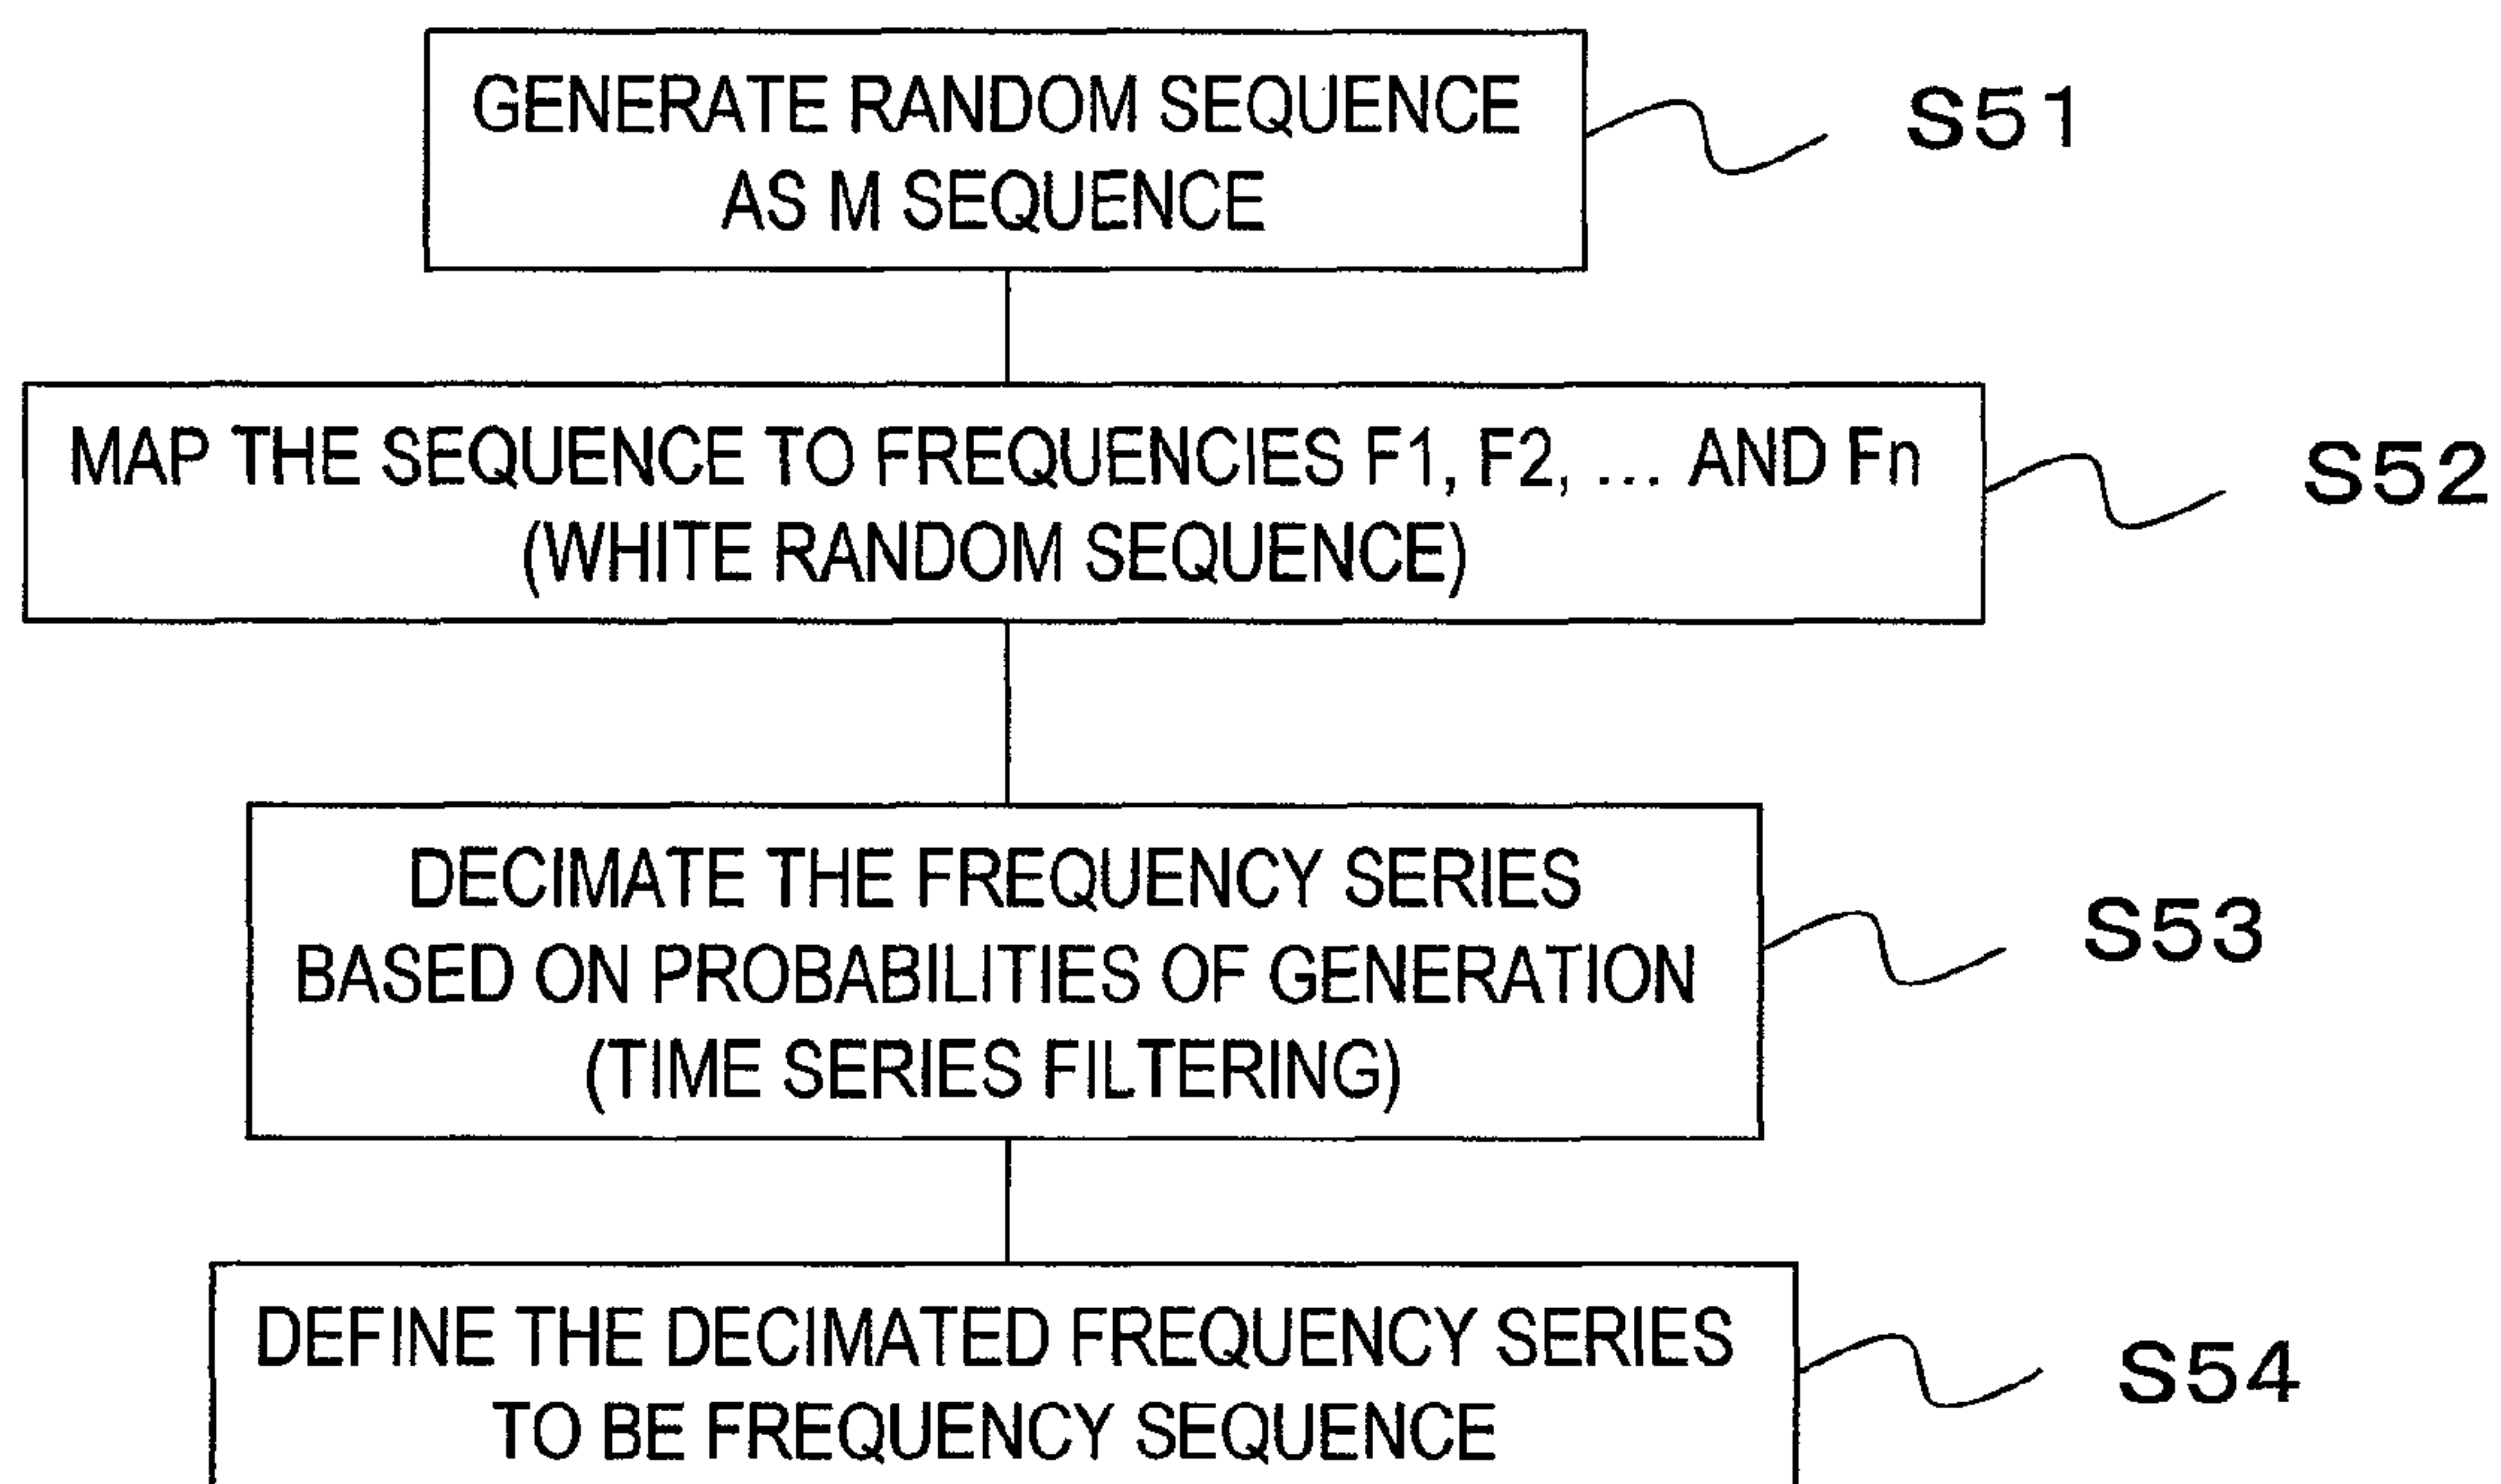 GENERATE RANDOM SEQUENCE
AS M SEQUENCE
S51
MAP THE SEQUENCE TO FREQUENCIES F1, F2, ... AND Fn
(WHITE RANDOM SEQUENCE)
S52
DECIMATE THE FREQUENCY SERIES
BASED ON PROBABILITIES OF GENERATION
(TIME SERIES FILTERING)
S53
DEFINE THE DECIMATED FREQUENCY SERIES
TO BE FREQUENCY SEQUENCE
S54